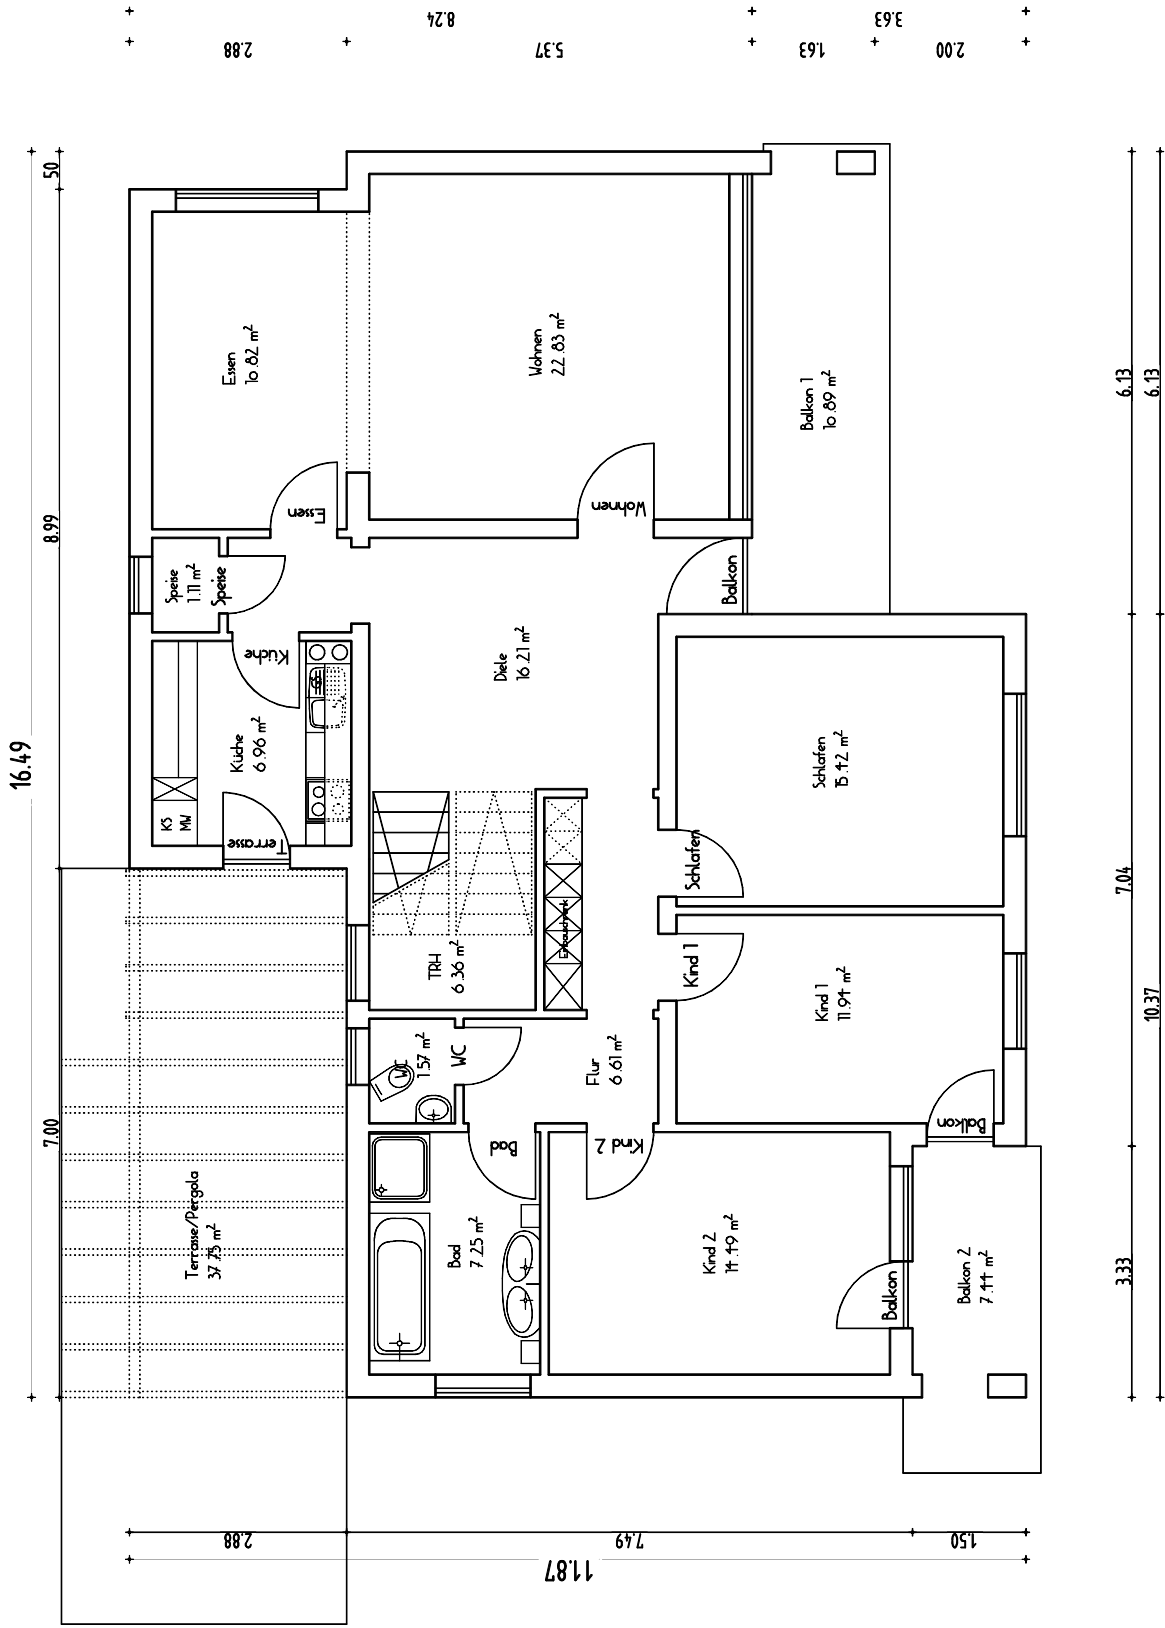 8.24
3.63
2.88
5.37
1.63
2.00
50
8.99
7.00
16.49
6.13
6.13
7.04
10.37
3.33
Essen
10.82 m²
Wohnen
22.83 m²
Balkon 1
10.89 m²
Essen
Wohnen
Balkon
Speise
1.11 m²
Speise
Küche
Küche
6.96 m²
KS
MW
Terrasse
Diele
16.21 m²
Schlafen
15.42 m²
Schlafen
TRH
6.36 m²
Einbauschrank
Kind 1
Kind 1
11.94 m²
WC
1.57 m²
WC
Flur
6.61 m²
Bad
Kind 2
Balkon
Terrasse/Pergola
37.75 m²
Bad
7.25 m²
Kind 2
14.49 m²
Balkon
Balkon 2
7.44 m²
2.88
7.49
1.50
11.87